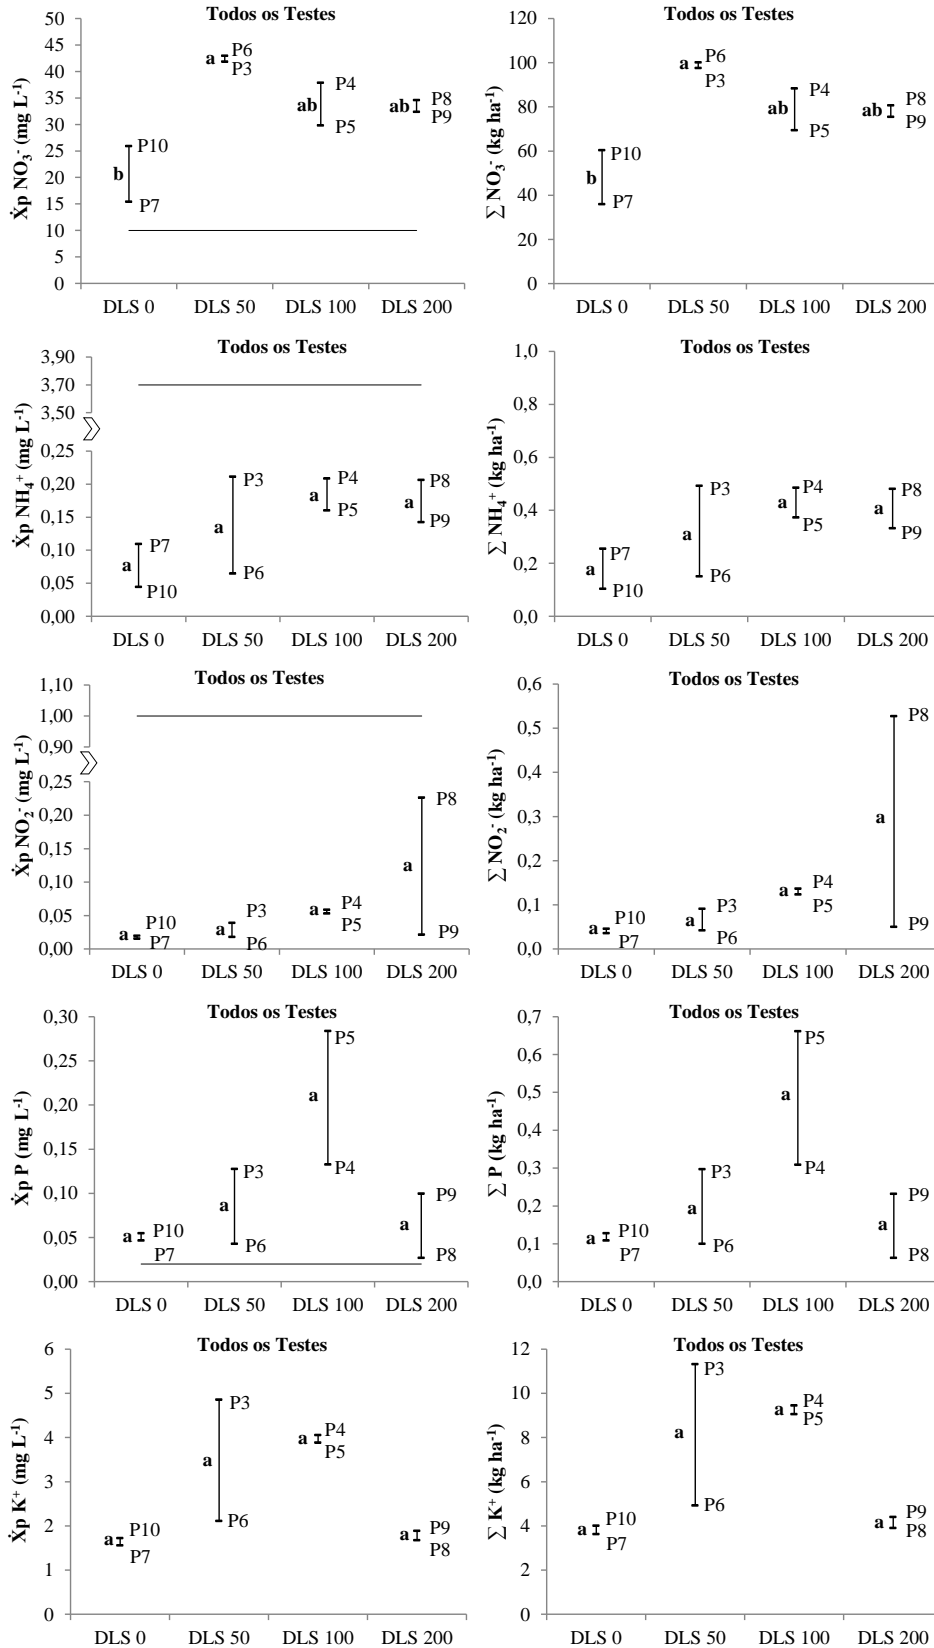 Todos os Testes
Ẋp NO₃⁻ (mg L⁻¹)
50
45
40
35
30
25
20
15
10
5
0
b
P10
P7
a
P6
P3
ab
P4
P5
ab
P8
P9
DLS 0 DLS 50 DLS 100 DLS 200
Todos os Testes
∑ NO₃⁻ (kg ha⁻¹)
120
100
80
60
40
20
0
b
P10
P7
a
P6
P3
ab
P4
P5
ab
P8
P9
DLS 0 DLS 50 DLS 100 DLS 200
Todos os Testes
Ẋp NH₄⁺ (mg L⁻¹)
3,90
3,70
3,50
0,25
0,20
0,15
0,10
0,05
0,00
a
P7
P10
a
P3
P6
a
P4
P5
a
P8
P9
DLS 0 DLS 50 DLS 100 DLS 200
Todos os Testes
∑ NH₄⁺ (kg ha⁻¹)
1,0
0,8
0,6
0,4
0,2
0,0
a
P7
P10
a
P3
P6
a
P4
P5
a
P8
P9
DLS 0 DLS 50 DLS 100 DLS 200
Todos os Testes
Ẋp NO₂⁻ (mg L⁻¹)
1,10
1,00
0,90
0,25
0,20
0,15
0,10
0,05
0,00
a
P10
P7
a
P3
P6
a
P4
P5
a
P8
P9
DLS 0 DLS 50 DLS 100 DLS 200
Todos os Testes
∑ NO₂⁻ (kg ha⁻¹)
0,6
0,5
0,4
0,3
0,2
0,1
0,0
a
P10
P7
a
P3
P6
a
P4
P5
a
P8
P9
DLS 0 DLS 50 DLS 100 DLS 200
Todos os Testes
Ẋp P (mg L⁻¹)
0,30
0,25
0,20
0,15
0,10
0,05
0,00
a
P10
P7
a
P3
P6
a
P5
P4
a
P9
P8
DLS 0 DLS 50 DLS 100 DLS 200
Todos os Testes
∑ P (kg ha⁻¹)
0,7
0,6
0,5
0,4
0,3
0,2
0,1
0,0
a
P10
P7
a
P3
P6
a
P5
P4
a
P9
P8
DLS 0 DLS 50 DLS 100 DLS 200
Todos os Testes
Ẋp K⁺ (mg L⁻¹)
6
5
4
3
2
1
0
a
P10
P7
a
P3
P6
a
P4
P5
a
P9
P8
DLS 0 DLS 50 DLS 100 DLS 200
Todos os Testes
∑ K⁺ (kg ha⁻¹)
12
10
8
6
4
2
0
a
P10
P7
a
P3
P6
a
P4
P5
a
P9
P8
DLS 0 DLS 50 DLS 100 DLS 200